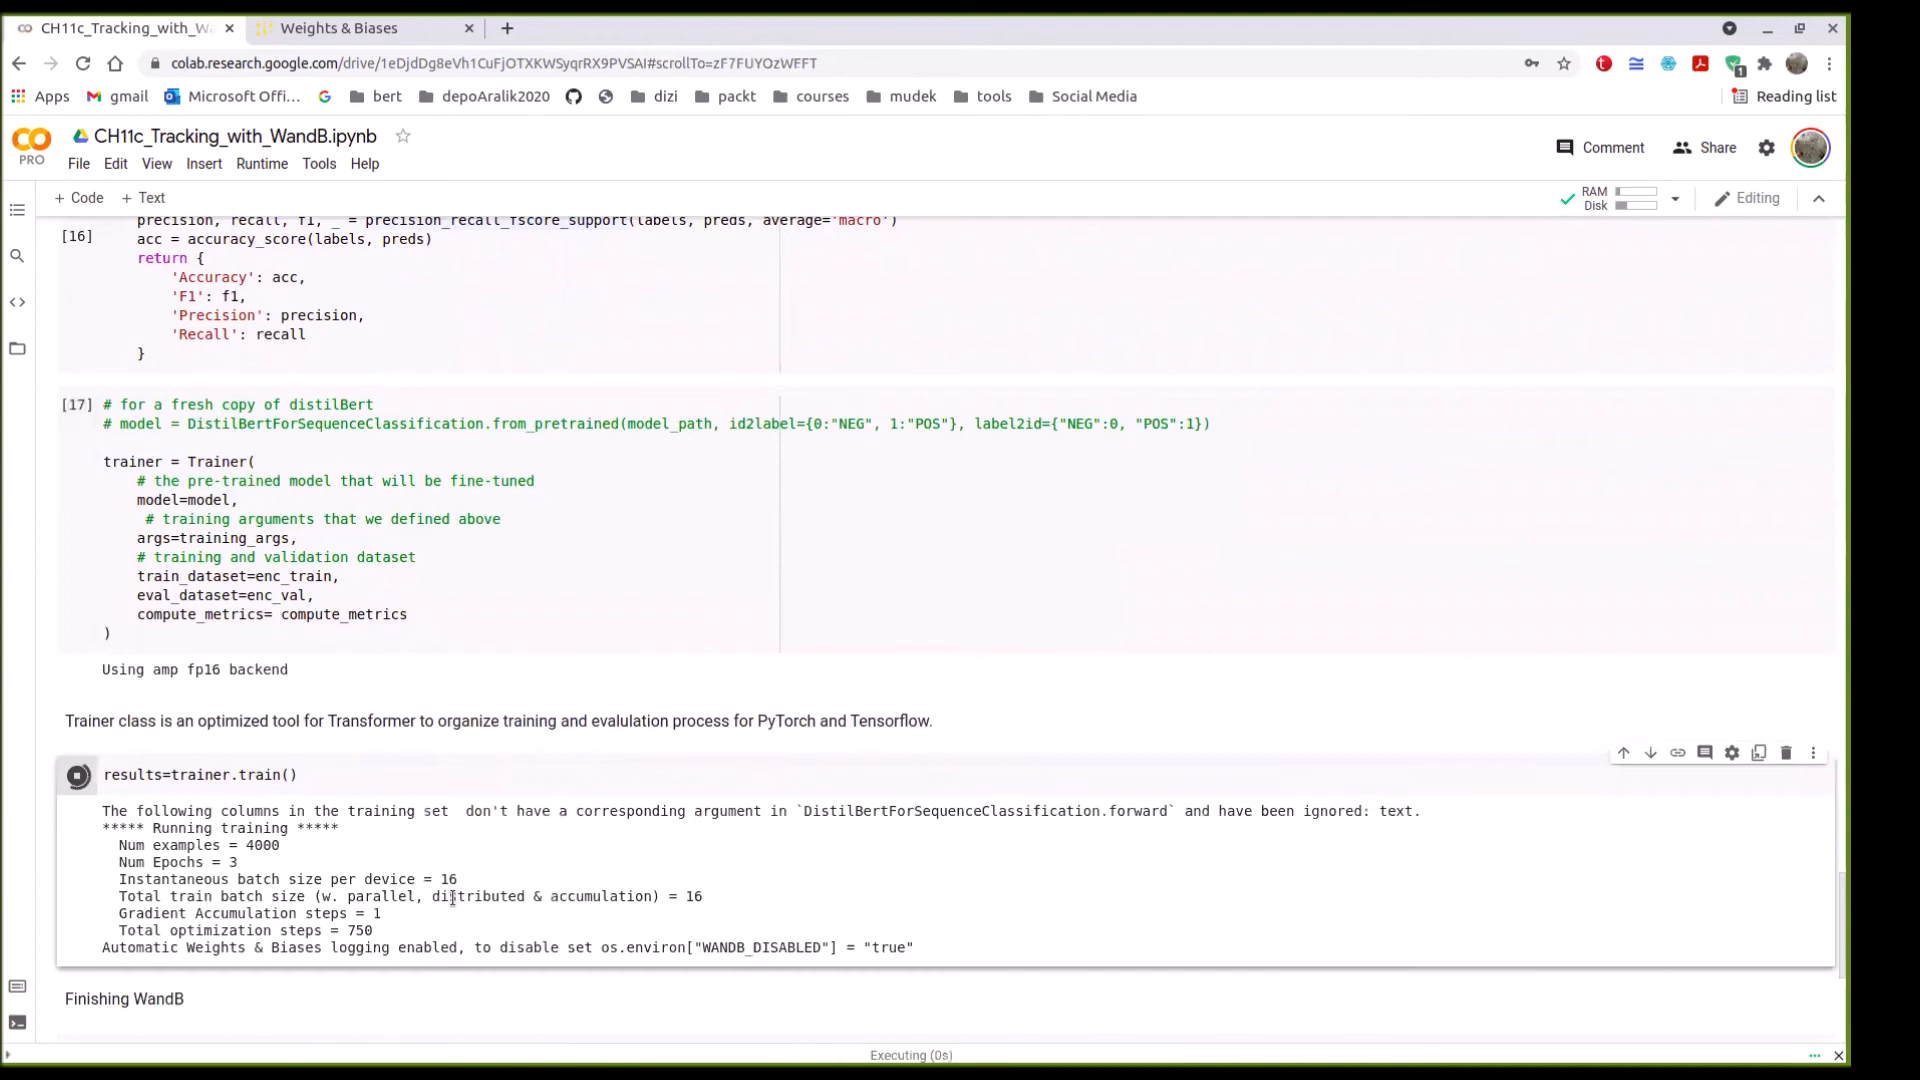 CH11c_Tracking_with_Wa
Weights & Biases
colab.research.google.com/drive/1eDjdDg8eVh1CuFjOTXKWSyqrRX9PVSAI#scrollTo=zF7FUYOzWFFT
Apps gmail Microsoft Offi... bert depoAralik2020 dizi packt courses mudek tools Social Media Reading list
CO PRO
CH11c_Tracking_with_WandB.ipynb
File Edit View Insert Runtime Tools Help
Comment Share
+ Code + Text
RAM
Disk
Editing
precision, recall, f1, _ = precision_recall_fscore_support(labels, preds, average='macro')
[16] acc = accuracy_score(labels, preds)
return {
'Accuracy': acc,
'F1': f1,
'Precision': precision,
'Recall': recall
}
[17] # for a fresh copy of distilBert
# model = DistilBertForSequenceClassification.from_pretrained(model_path, id2label={0:"NEG", 1:"POS"}, label2id={"NEG":0, "POS":1})
trainer = Trainer(
# the pre-trained model that will be fine-tuned
model=model,
# training arguments that we defined above
args=training_args,
# training and validation dataset
train_dataset=enc_train,
eval_dataset=enc_val,
compute_metrics= compute_metrics
)
Using amp fp16 backend
Trainer class is an optimized tool for Transformer to organize training and evalulation process for PyTorch and Tensorflow.
results=trainer.train()
The following columns in the training set  don't have a corresponding argument in `DistilBertForSequenceClassification.forward` and have been ignored: text.
***** Running training *****
Num examples = 4000
Num Epochs = 3
Instantaneous batch size per device = 16
Total train batch size (w. parallel, distributed & accumulation) = 16
Gradient Accumulation steps = 1
Total optimization steps = 750
Automatic Weights & Biases logging enabled, to disable set os.environ["WANDB_DISABLED"] = "true"
Finishing WandB
Executing (0s)